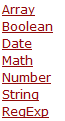 Array
Boolean
Date
Math
Number
String
RegExp